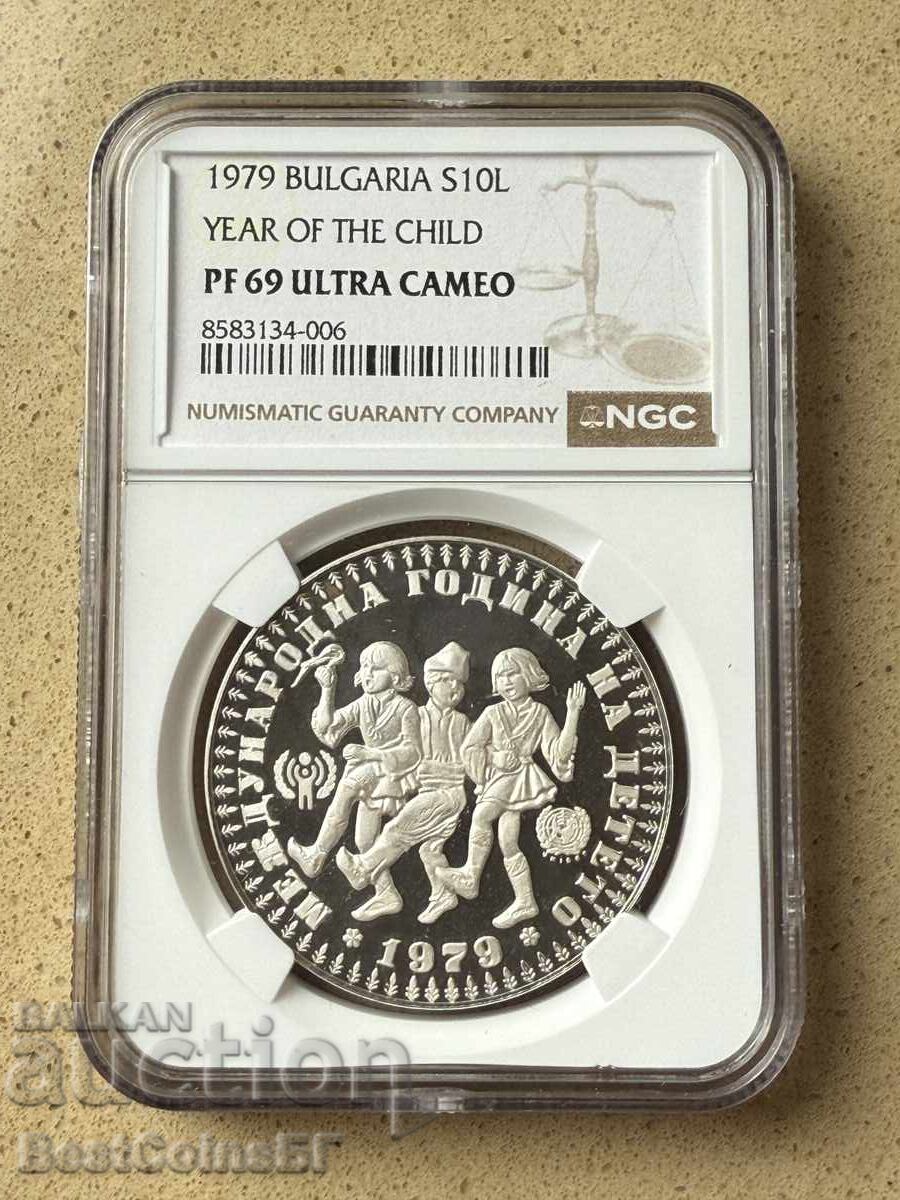 1979 BULGARIA S10L
YEAR OF THE CHILD
PF 69 ULTRA CAMEO
8583134-006
NUMISMATIC GUARANTY COMPANY
NGC
МЕЖДУНАРОДНА ГОДИНА НА ДЕТЕТО
1979
BALKAN
auction
BestCoinsБГ